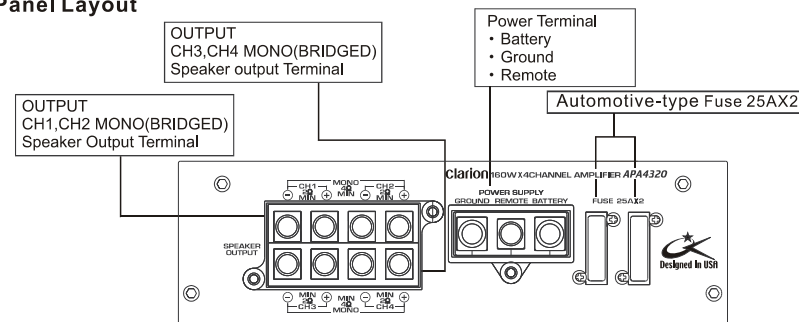 Panel Layout
OUTPUT
CH3,CH4 MONO(BRIDGED)
Speaker output Terminal
Power Terminal
• Battery
• Ground
• Remote
OUTPUT
CH1,CH2 MONO(BRIDGED)
Speaker Output Terminal
Automotive-type Fuse 25AX2
clarion 160W X4CHANNEL AMPLIFIER APA4320
MONO
CH1 4Ω CH2
− 2Ω + MIN − 2Ω +
MIN MIN
POWER SUPPLY
GROUND REMOTE BATTERY
FUSE 25AX2
SPEAKER
OUTPUT
Designed In USA
− MIN + MIN − MIN +
2Ω 4Ω 2Ω
CH3 MONO CH4